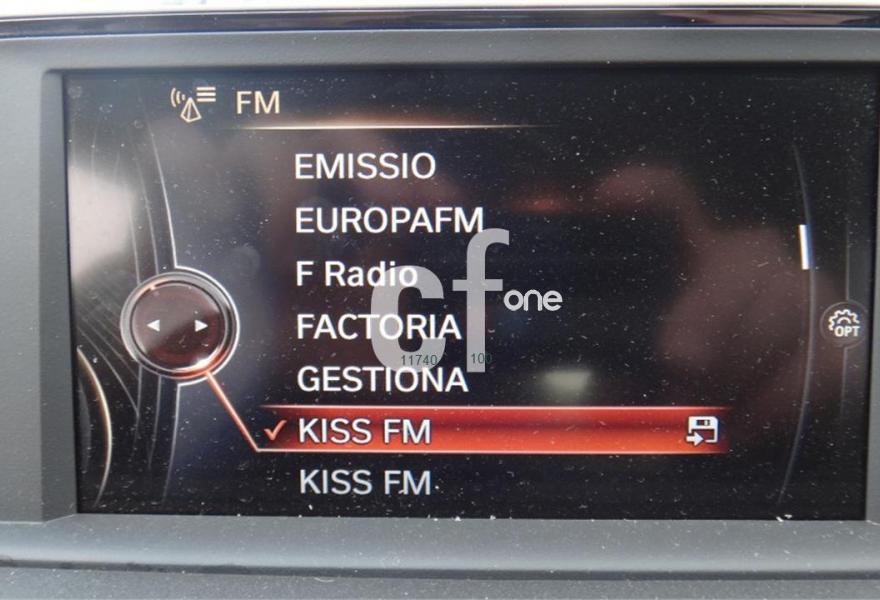 FM
EMISSIO
EUROPAFM
F Radio
cf one
FACTORIA
11740 100
GESTIONA
KISS FM
KISS FM
OPT